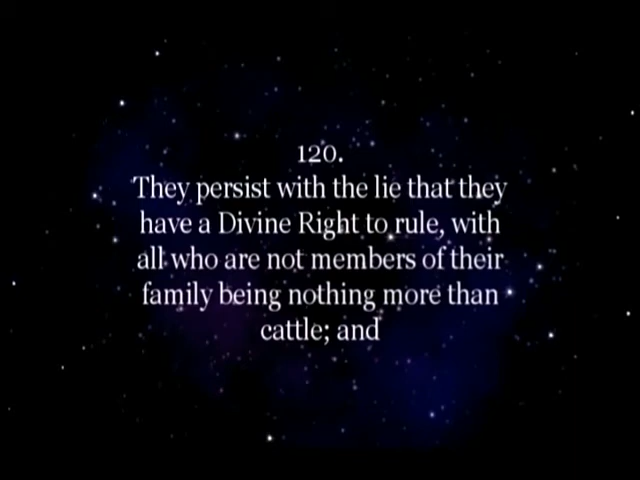 120.
They persist with the lie that they
have a Divine Right to rule, with
all who are not members of their
family being nothing more than
cattle; and